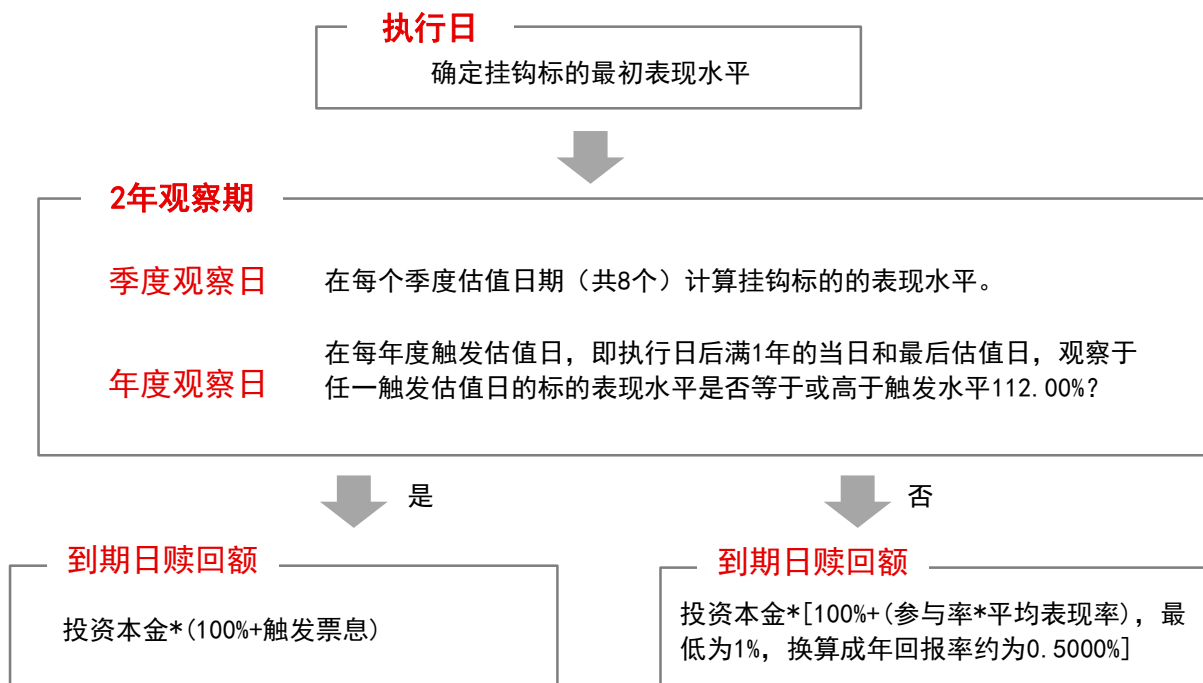 执行日
确定挂钩标的最初表现水平
2年观察期
季度观察日
在每个季度估值日期（共8个）计算挂钩标的的表现水平。
年度观察日
在每年度触发估值日，即执行日后满1年的当日和最后估值日，观察于
任一触发估值日的标的表现水平是否等于或高于触发水平112.00%？
是
否
到期日赎回额
投资本金*(100%+触发票息)
到期日赎回额
投资本金*[100%+(参与率*平均表现率)，最
低为1%，换算成年回报率约为0.5000%]